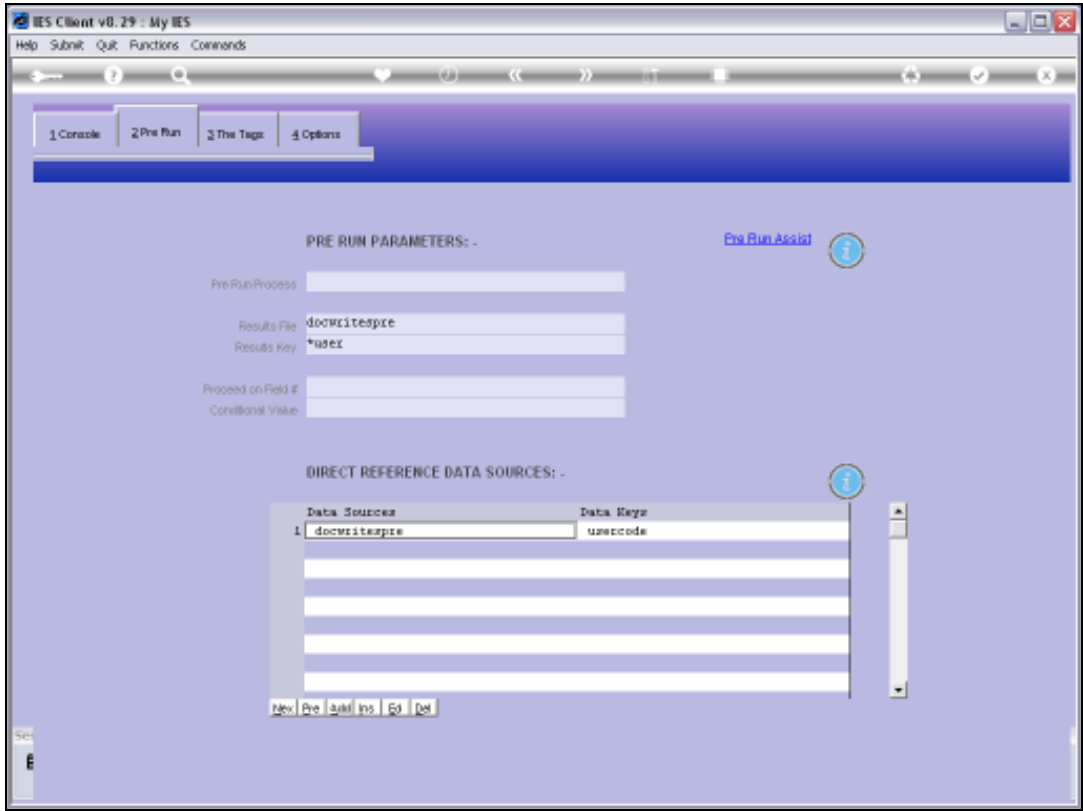 IES Client v8.29 : My IES
Help Submit Quit Functions Commands
1 Console 2 Pre Run 3 The Tags 4 Options
PRE RUN PARAMETERS: - Pre Run Assist
Pre Run Process
Results File docwritespre
Results Key *user
Proceed on Field #
Conditional Value
DIRECT REFERENCE DATA SOURCES: -
Data Sources Data Keys
1 docwritespre usercode
Nex Pre Add Ins Ed Del